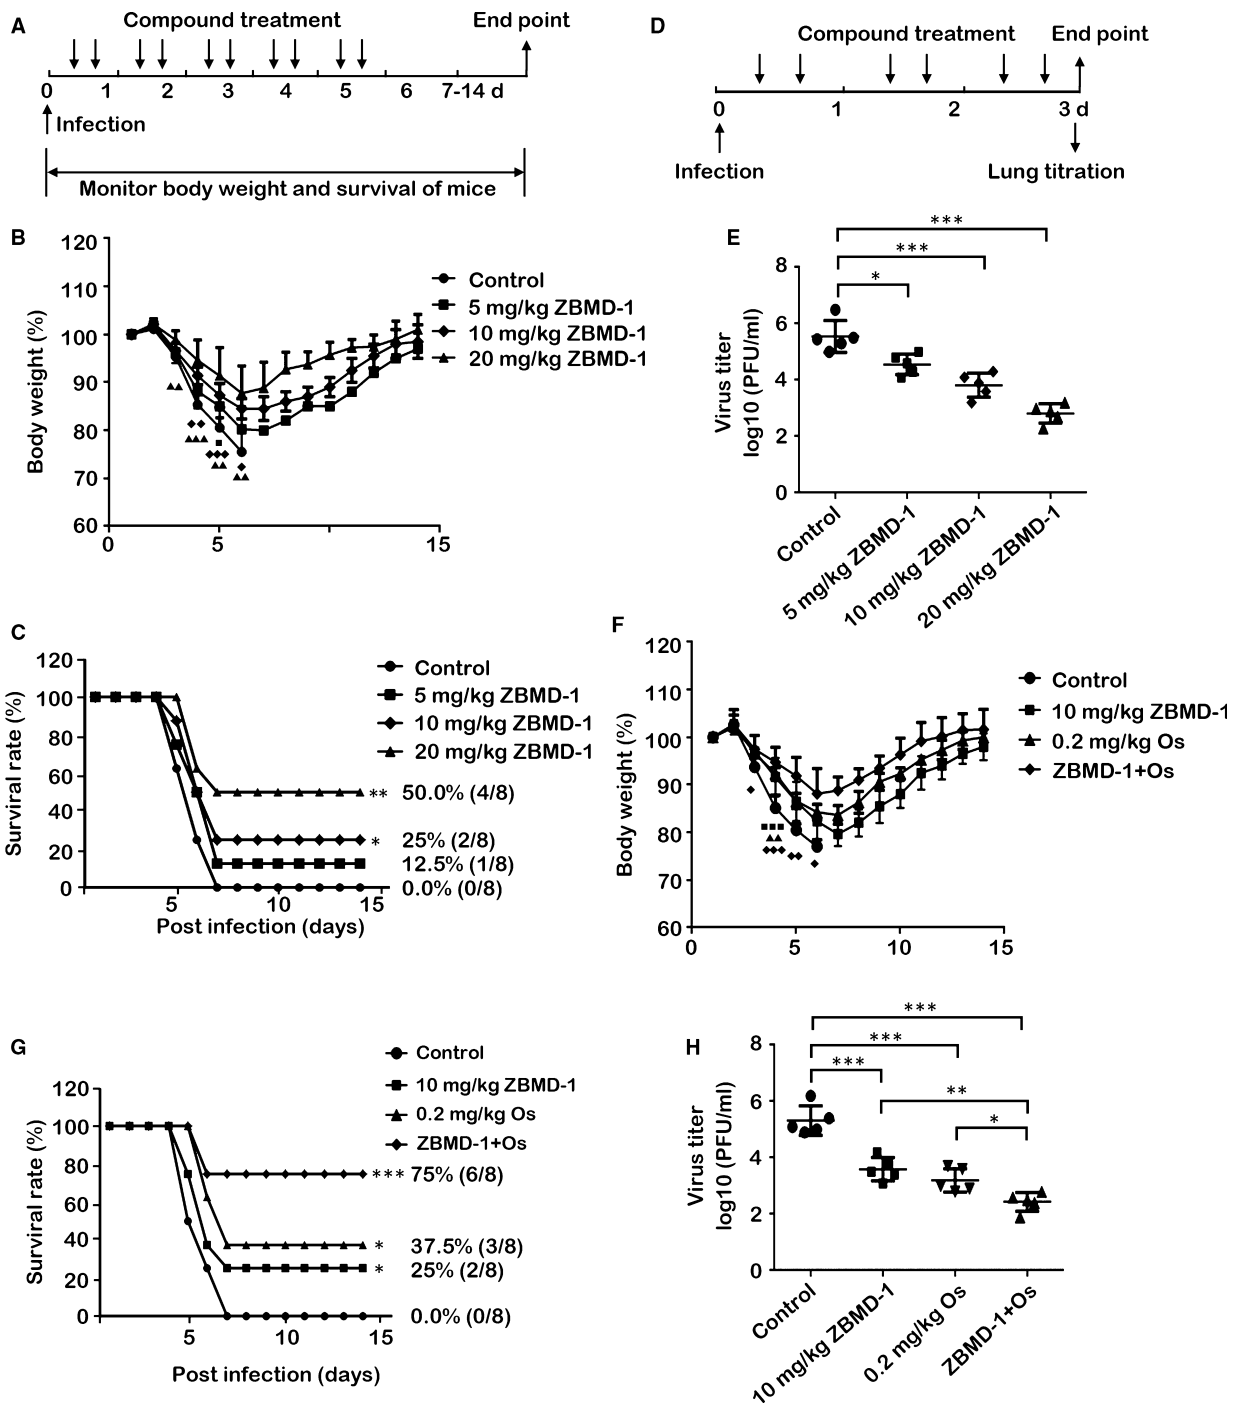 A
Compound treatment
End point
0 1 2 3 4 5 6 7-14 d
Infection
Monitor body weight and survival of mice
B
Body weight (%)
120
110
100
90
80
70
60
0 5 15
Control
5 mg/kg ZBMD-1
10 mg/kg ZBMD-1
20 mg/kg ZBMD-1
C
Surviral rate (%)
120
100
80
60
40
20
0
5 10 15
Post infection (days)
Control
5 mg/kg ZBMD-1
10 mg/kg ZBMD-1
20 mg/kg ZBMD-1
** 50.0% (4/8)
* 25% (2/8)
12.5% (1/8)
0.0% (0/8)
D
Compound treatment
End point
0 1 2 3 d
Infection
Lung titration
E
***
***
*
Virus titer
log10 (PFU/ml)
8
6
4
2
0
Control
5 mg/kg ZBMD-1
10 mg/kg ZBMD-1
20 mg/kg ZBMD-1
F
Body weight (%)
120
110
100
90
80
70
60
0 5 10 15
Control
10 mg/kg ZBMD-1
0.2 mg/kg Os
ZBMD-1+Os
G
Surviral rate (%)
120
100
80
60
40
20
0
5 10 15
Post infection (days)
Control
10 mg/kg ZBMD-1
0.2 mg/kg Os
ZBMD-1+Os
*** 75% (6/8)
* 37.5% (3/8)
* 25% (2/8)
0.0% (0/8)
H
***
***
***
**
*
Virus titer
log10 (PFU/ml)
8
6
4
2
0
Control
10 mg/kg ZBMD-1
0.2 mg/kg Os
ZBMD-1+Os